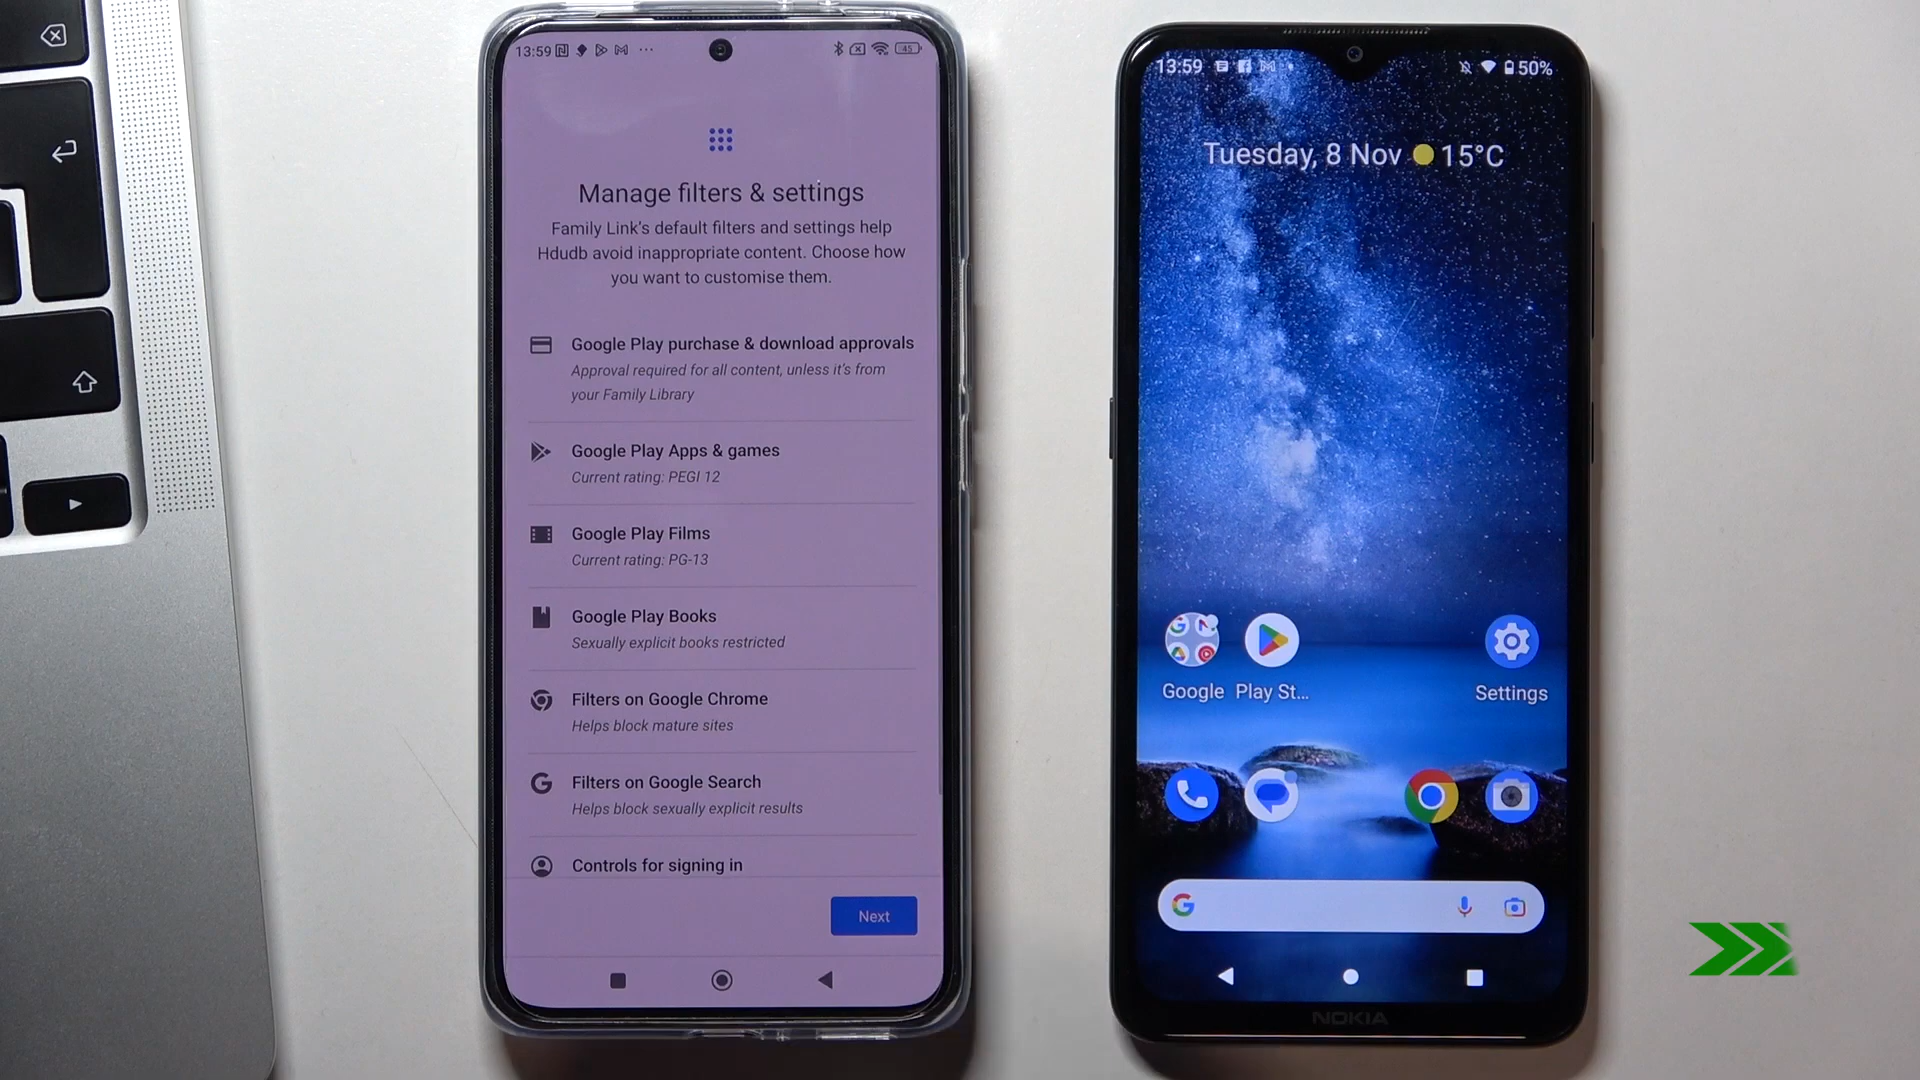 13:59
45
Manage filters & settings
Family Link's default filters and settings help
Hdudb avoid inappropriate content. Choose how
you want to customise them.
Google Play purchase & download approvals
Approval required for all content, unless it's from
your Family Library
Google Play Apps & games
Current rating: PEGI 12
Google Play Films
Current rating: PG-13
Google Play Books
Sexually explicit books restricted
Filters on Google Chrome
Helps block mature sites
Filters on Google Search
Helps block sexually explicit results
Controls for signing in
Next
13:59
50%
Tuesday, 8 Nov 15°C
Google
Play St...
Settings
NOKIA